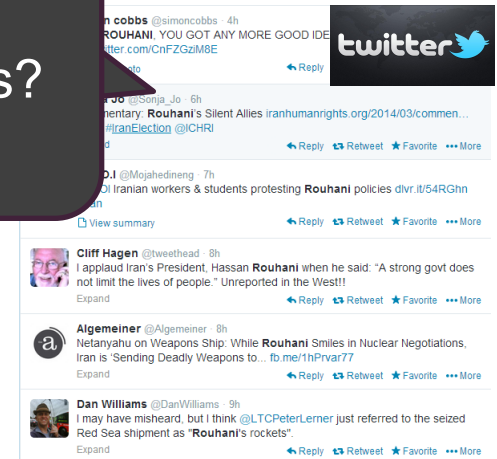 n cobbs @simoncobbs · 4h
ROUHANI, YOU GOT ANY MORE GOOD IDE
itter.com/CnFZGziM8E
oto
Reply
twitter
s?
a Jo @Sonja_Jo · 6h
mentary: Rouhani's Silent Allies iranhumanrights.org/2014/03/commen…
#IranElection @ICHRI
d
Reply Retweet Favorite More
O.I @Mojahedineng · 7h
OI Iranian workers & students protesting Rouhani policies dlvr.it/54RGhn
an
View summary
Reply Retweet Favorite More
Cliff Hagen @tweethead · 8h
I applaud Iran's President, Hassan Rouhani when he said: “A strong govt does
not limit the lives of people.” Unreported in the West!!
Expand
Reply Retweet Favorite More
a
Algemeiner @Algemeiner · 8h
Netanyahu on Weapons Ship: While Rouhani Smiles in Nuclear Negotiations,
Iran is ‘Sending Deadly Weapons to... fb.me/1hPrvar77
Expand
Reply Retweet Favorite More
Dan Williams @DanWilliams · 9h
I may have misheard, but I think @LTCPeterLerner just referred to the seized
Red Sea shipment as "Rouhani's rockets".
Expand
Reply Retweet Favorite More